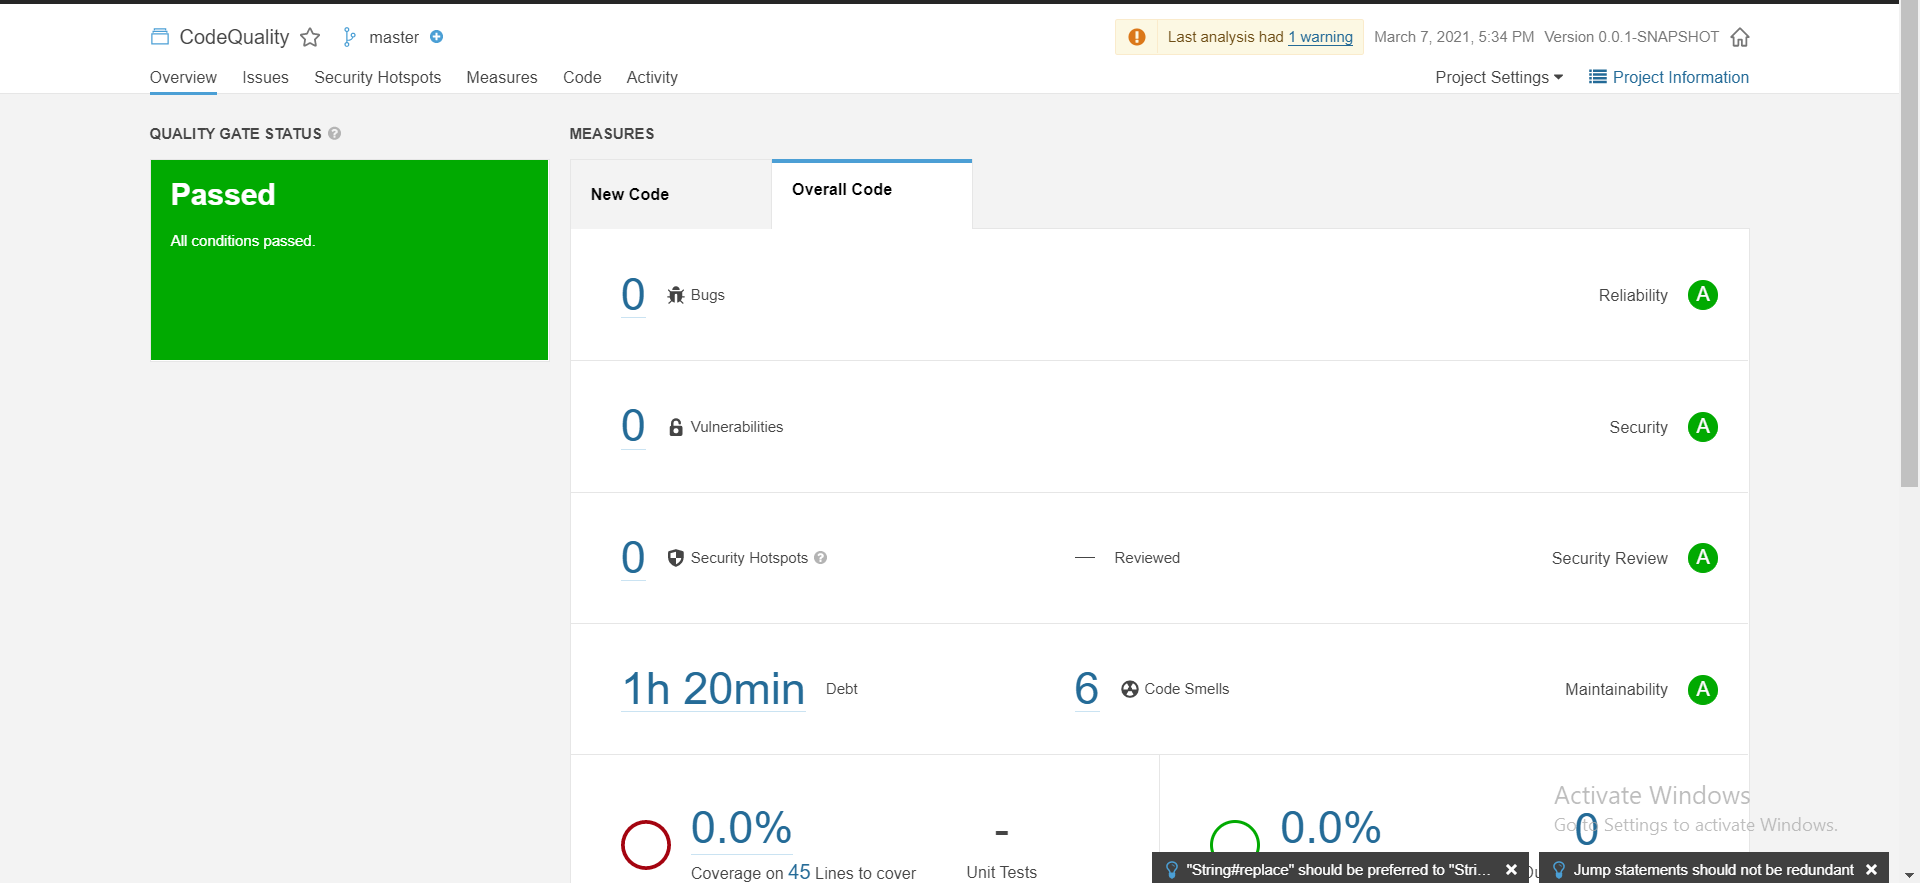 CodeQuality master
Last analysis had 1 warning March 7, 2021, 5:34 PM Version 0.0.1-SNAPSHOT
Overview Issues Security Hotspots Measures Code Activity
Project Settings Project Information
QUALITY GATE STATUS ?
Passed
All conditions passed.
MEASURES
New Code Overall Code
0 Bugs Reliability A
0 Vulnerabilities Security A
0 Security Hotspots ? — Reviewed Security Review A
1h 20min Debt 6 Code Smells Maintainability A
0.0% - 0.0% 0
Coverage on 45 Lines to cover Unit Tests
Activate Windows
Go to Settings to activate Windows.
"String#replace" should be preferred to "Stri...
Jump statements should not be redundant